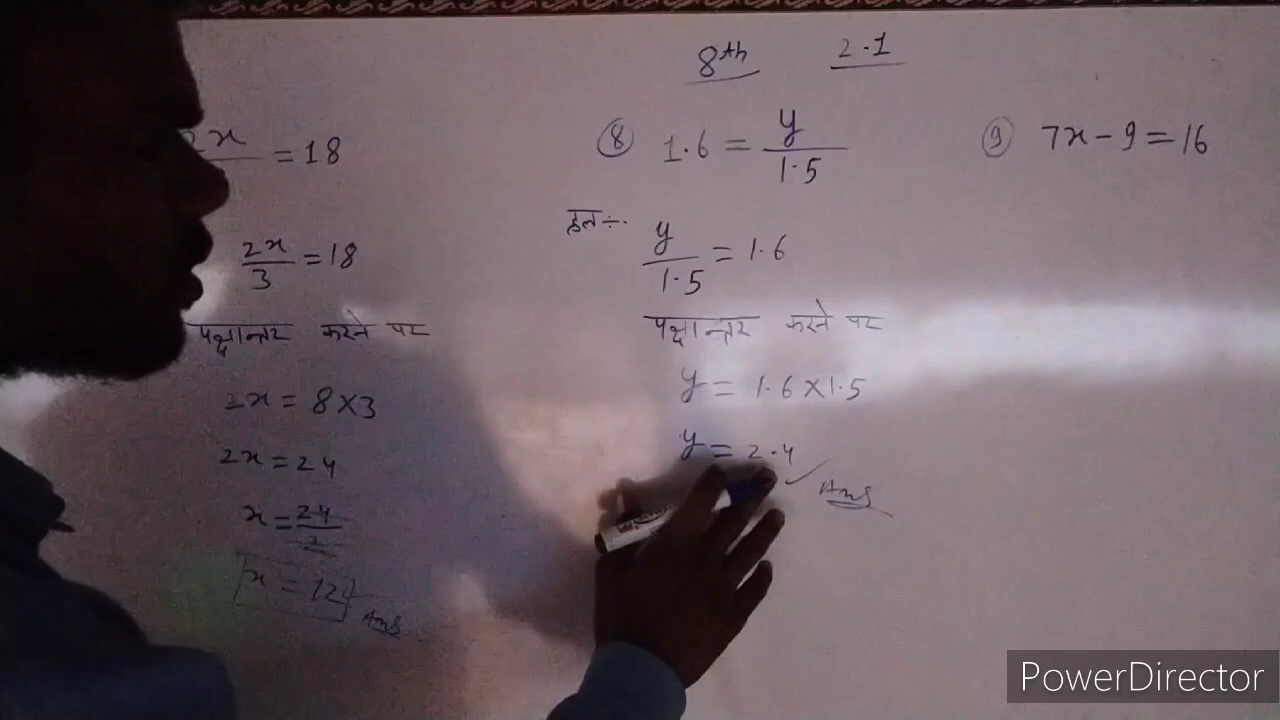 8th 2.1
2x = 18
2x/3 = 18
पक्षान्तर करने पर
2x = 8×3
2x = 24
x = 24/2
x = 12 Ans
⑧ 1.6 = y/1.5
हल÷.
y/1.5 = 1.6
पक्षान्तर करने पर
y = 1.6×1.5
y = 2.4 Ans
⑨ 7x - 9 = 16
PowerDirector